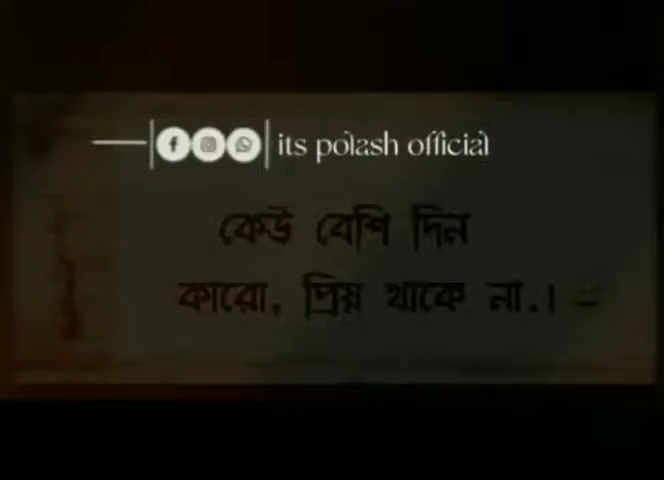 its polash official
কেউ বেশি দিন
কারো, প্রিয় থাকে না.।